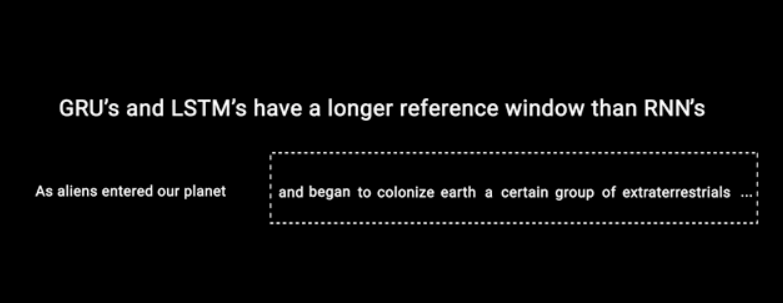 GRU's and LSTM's have a longer reference window than RNN's
As aliens entered our planet and began to colonize earth a certain group of extraterrestrials ...